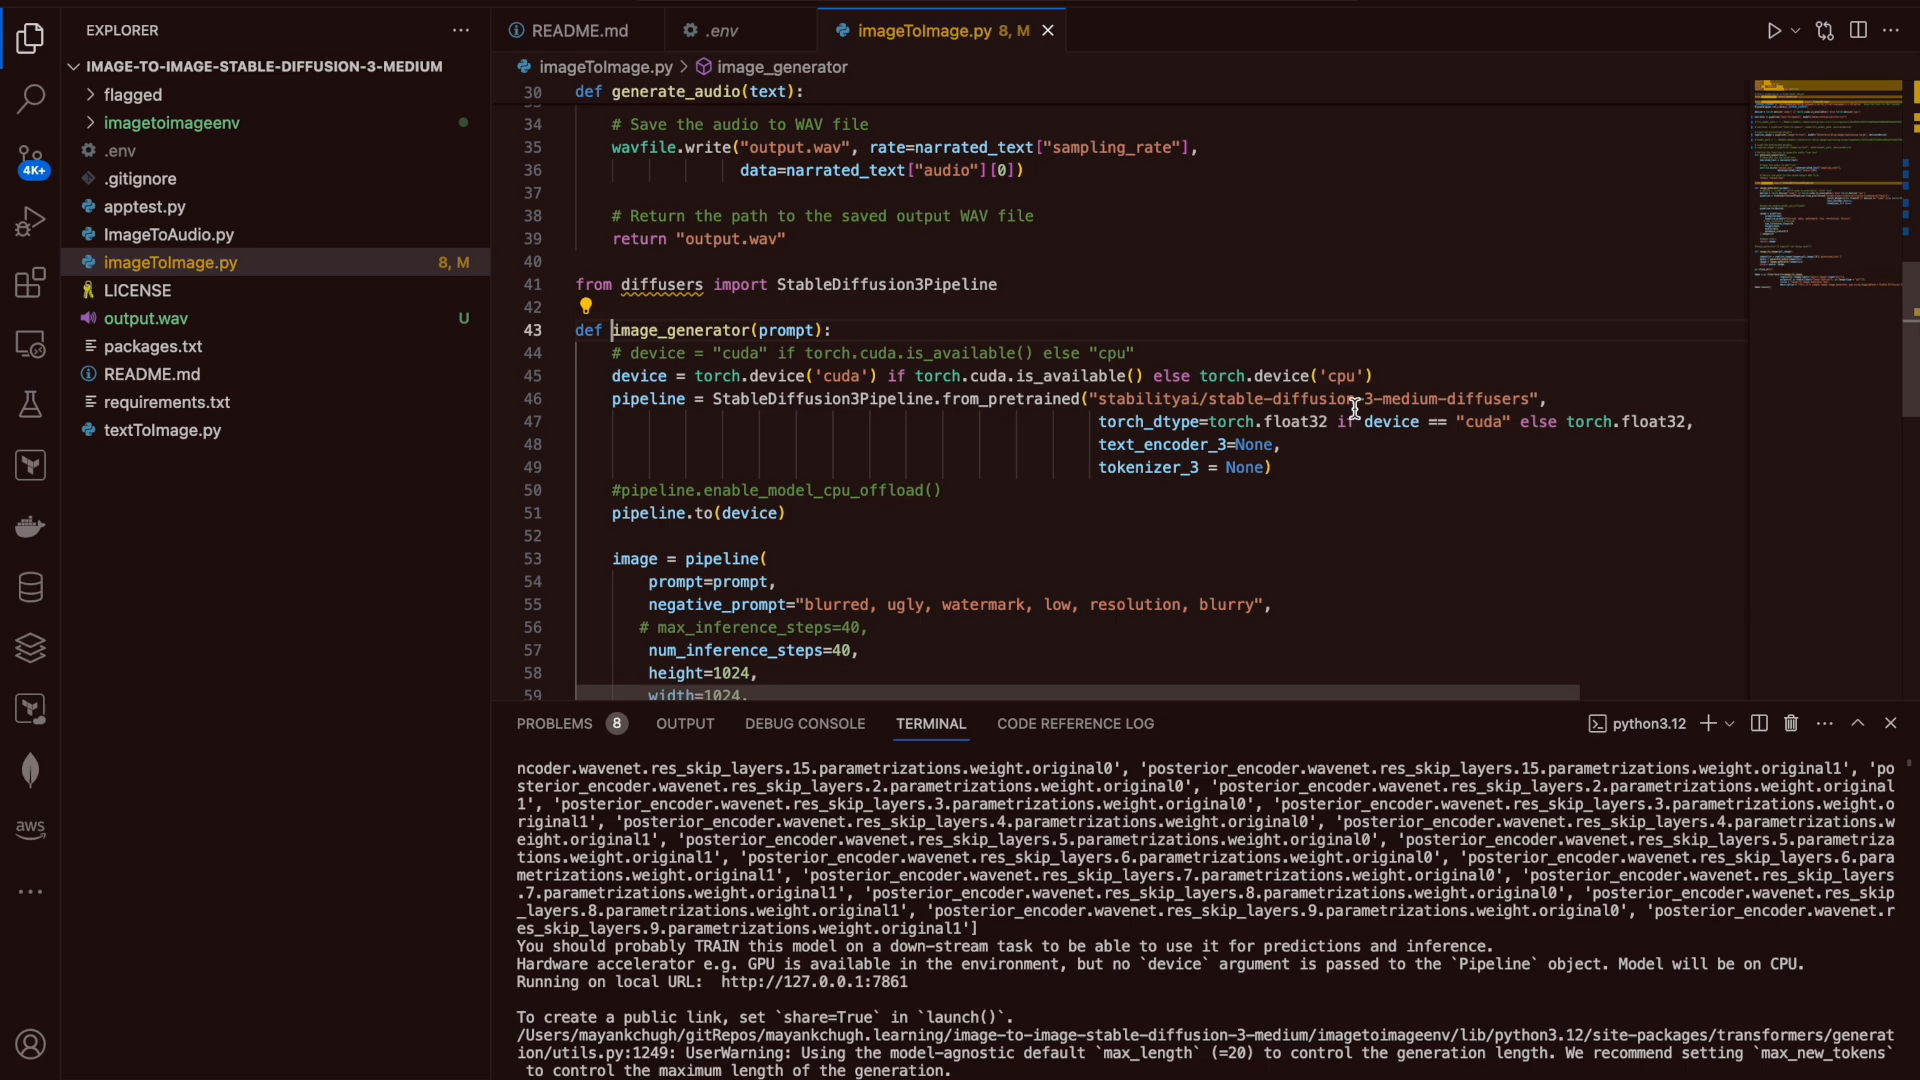 EXPLORER
IMAGE-TO-IMAGE-STABLE-DIFFUSION-3-MEDIUM
flagged
imagetoimageenv
.env
.gitignore
apptest.py
ImageToAudio.py
imageToImage.py 8, M
LICENSE
output.wav U
packages.txt
README.md
requirements.txt
textToImage.py
4K+
aws
README.md
.env
imageToImage.py 8, M
imageToImage.py > image_generator
30 def generate_audio(text):
34 # Save the audio to WAV file
35 wavfile.write("output.wav", rate=narrated_text["sampling_rate"],
36 data=narrated_text["audio"][0])
37
38 # Return the path to the saved output WAV file
39 return "output.wav"
40
41 from diffusers import StableDiffusion3Pipeline
42
43 def image_generator(prompt):
44 # device = "cuda" if torch.cuda.is_available() else "cpu"
45 device = torch.device('cuda') if torch.cuda.is_available() else torch.device('cpu')
46 pipeline = StableDiffusion3Pipeline.from_pretrained("stabilityai/stable-diffusion-3-medium-diffusers",
47 torch_dtype=torch.float32 if device == "cuda" else torch.float32,
48 text_encoder_3=None,
49 tokenizer_3 = None)
50 #pipeline.enable_model_cpu_offload()
51 pipeline.to(device)
52
53 image = pipeline(
54 prompt=prompt,
55 negative_prompt="blurred, ugly, watermark, low, resolution, blurry",
56 # max_inference_steps=40,
57 num_inference_steps=40,
58 height=1024,
59 width=1024,
PROBLEMS 8 OUTPUT DEBUG CONSOLE TERMINAL CODE REFERENCE LOG python3.12
ncoder.wavenet.res_skip_layers.15.parametrizations.weight.original0', 'posterior_encoder.wavenet.res_skip_layers.15.parametrizations.weight.original1', 'po
sterior_encoder.wavenet.res_skip_layers.2.parametrizations.weight.original0', 'posterior_encoder.wavenet.res_skip_layers.2.parametrizations.weight.original
1', 'posterior_encoder.wavenet.res_skip_layers.3.parametrizations.weight.original0', 'posterior_encoder.wavenet.res_skip_layers.3.parametrizations.weight.o
riginal1', 'posterior_encoder.wavenet.res_skip_layers.4.parametrizations.weight.original0', 'posterior_encoder.wavenet.res_skip_layers.4.parametrizations.w
eight.original1', 'posterior_encoder.wavenet.res_skip_layers.5.parametrizations.weight.original0', 'posterior_encoder.wavenet.res_skip_layers.5.parametriza
tions.weight.original1', 'posterior_encoder.wavenet.res_skip_layers.6.parametrizations.weight.original0', 'posterior_encoder.wavenet.res_skip_layers.6.para
metrizations.weight.original1', 'posterior_encoder.wavenet.res_skip_layers.7.parametrizations.weight.original0', 'posterior_encoder.wavenet.res_skip_layers
.7.parametrizations.weight.original1', 'posterior_encoder.wavenet.res_skip_layers.8.parametrizations.weight.original0', 'posterior_encoder.wavenet.res_skip
_layers.8.parametrizations.weight.original1', 'posterior_encoder.wavenet.res_skip_layers.9.parametrizations.weight.original0', 'posterior_encoder.wavenet.r
es_skip_layers.9.parametrizations.weight.original1']
You should probably TRAIN this model on a down-stream task to be able to use it for predictions and inference.
Hardware accelerator e.g. GPU is available in the environment, but no `device` argument is passed to the `Pipeline` object. Model will be on CPU.
Running on local URL:  http://127.0.0.1:7861
To create a public link, set `share=True` in `launch()`.
/Users/mayankchugh/gitRepos/mayankchugh.learning/image-to-image-stable-diffusion-3-medium/imagetoimageenv/lib/python3.12/site-packages/transformers/generat
ion/utils.py:1249: UserWarning: Using the model-agnostic default `max_length` (=20) to control the generation length. We recommend setting `max_new_tokens`
to control the maximum length of the generation.